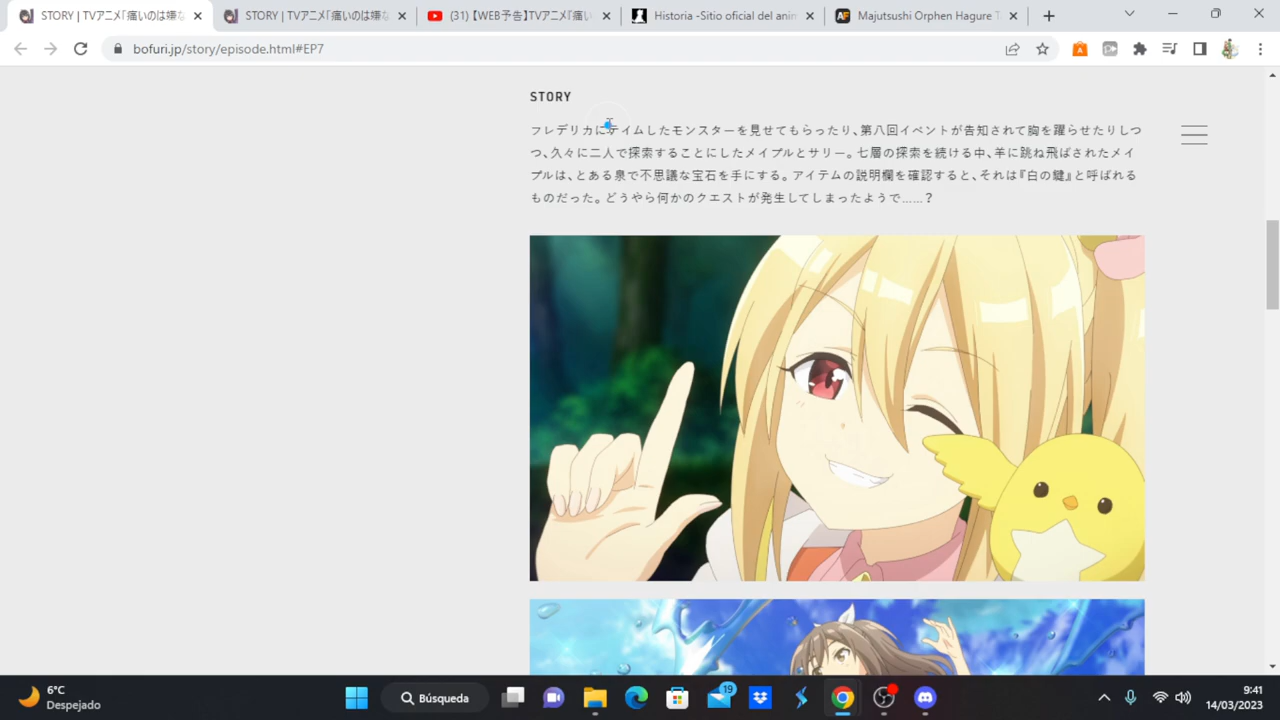 STORY | TVアニメ「痛いのは嫌な
STORY | TVアニメ「痛いのは嫌な
(31)【WEB予告】TVアニメ「痛い
Historia -Sitio oficial del anim
Majutsushi Orphen Hagure T
bofuri.jp/story/episode.html#EP7
STORY
フレデリカにテイムしたモンスターを見せてもらったり、第八回イベントが告知されて胸を躍らせたりしつ
つ、久々に二人で探索することにしたメイプルとサリー。七層の探索を続ける中、羊に跳ね飛ばされたメイ
プルは、とある泉で不思議な宝石を手にする。アイテムの説明欄を確認すると、それは『白の鍵』と呼ばれる
ものだった。どうやら何かのクエストが発生してしまったようで……？
6°C
Despejado
Búsqueda
19
9:41
14/03/2023